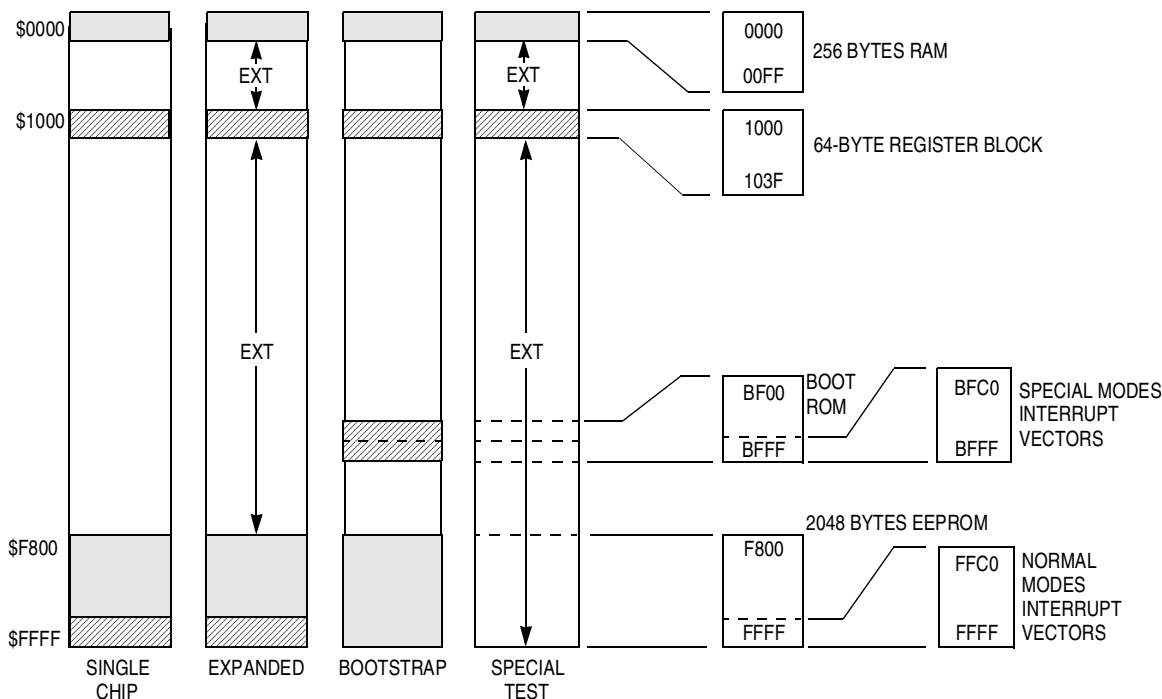 $0000
EXT
EXT
0000
00FF
256 BYTES RAM
$1000
1000
103F
64-BYTE REGISTER BLOCK
EXT
EXT
BF00
BFFF
BOOT
ROM
BFC0
BFFF
SPECIAL MODES
INTERRUPT
VECTORS
2048 BYTES EEPROM
$F800
F800
FFFF
FFC0
FFFF
NORMAL
MODES
INTERRUPT
VECTORS
$FFFF
SINGLE
CHIP
EXPANDED
BOOTSTRAP
SPECIAL
TEST